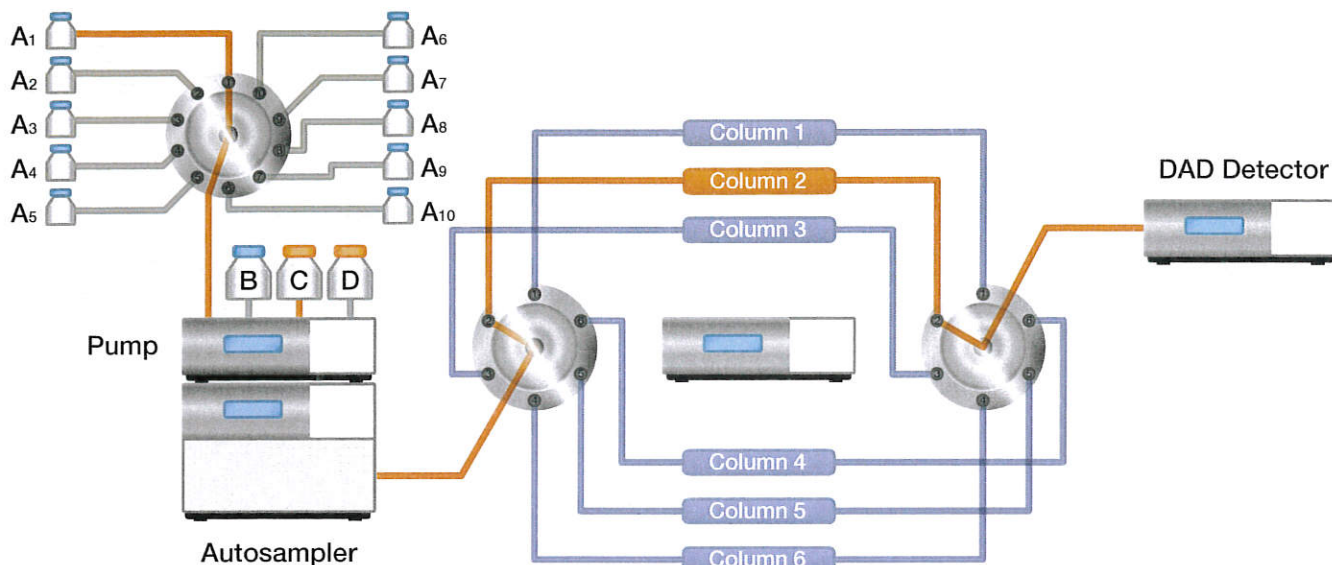 A1
A2
A3
A4
A5
A6
A7
A8
A9
A10
B
C
D
Pump
Autosampler
Column 1
Column 2
Column 3
Column 4
Column 5
Column 6
DAD Detector